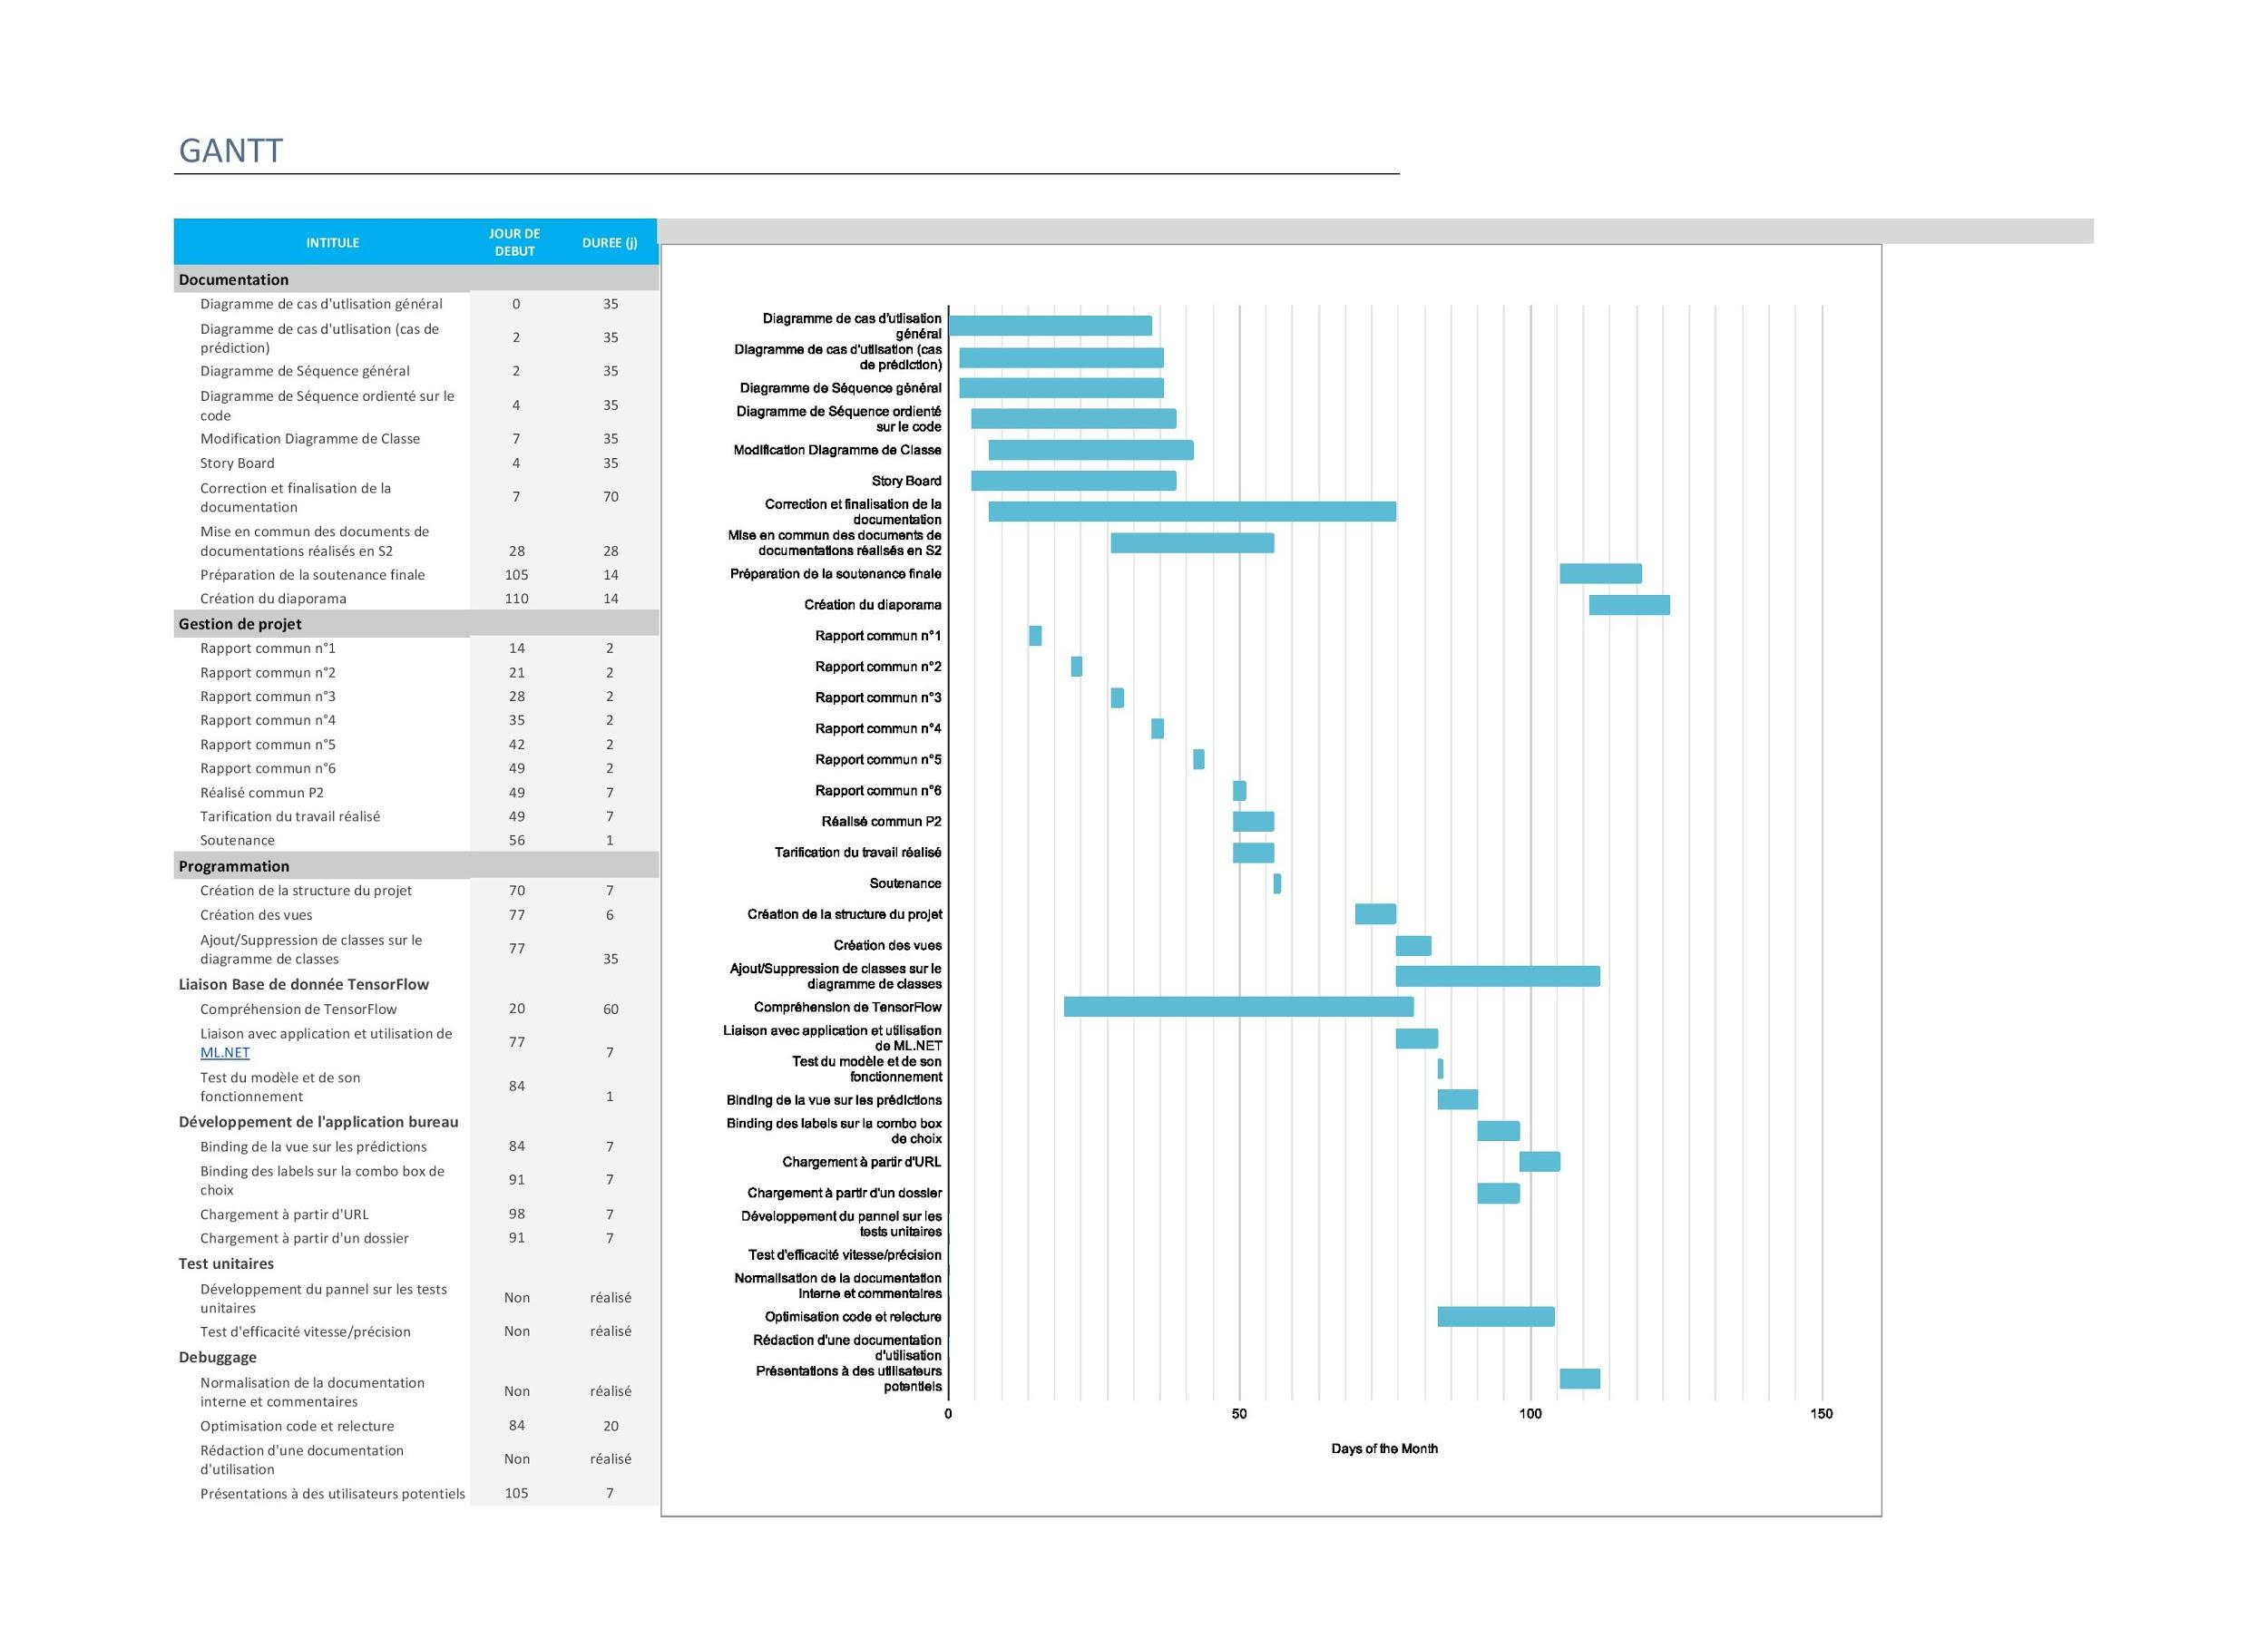 GANTT
INTITULE JOUR DE DEBUT DUREE (j)
Documentation
Diagramme de cas d'utlisation général 0 35
Diagramme de cas d'utlisation (cas de
prédiction) 2 35
Diagramme de Séquence général 2 35
Diagramme de Séquence ordienté sur le
code 4 35
Modification Diagramme de Classe 7 35
Story Board 4 35
Correction et finalisation de la
documentation 7 70
Mise en commun des documents de
documentations réalisés en S2 28 28
Préparation de la soutenance finale 105 14
Création du diaporama 110 14
Gestion de projet
Rapport commun n°1 14 2
Rapport commun n°2 21 2
Rapport commun n°3 28 2
Rapport commun n°4 35 2
Rapport commun n°5 42 2
Rapport commun n°6 49 2
Réalisé commun P2 49 7
Tarification du travail réalisé 49 7
Soutenance 56 1
Programmation
Création de la structure du projet 70 7
Création des vues 77 6
Ajout/Suppression de classes sur le
diagramme de classes 77 35
Liaison Base de donnée TensorFlow
Compréhension de TensorFlow 20 60
Liaison avec application et utilisation de
ML.NET 77 7
Test du modèle et de son
fonctionnement 84 1
Développement de l'application bureau
Binding de la vue sur les prédictions 84 7
Binding des labels sur la combo box de
choix 91 7
Chargement à partir d'URL 98 7
Chargement à partir d'un dossier 91 7
Test unitaires
Développement du pannel sur les tests
unitaires Non réalisé
Test d'efficacité vitesse/précision Non réalisé
Debuggage
Normalisation de la documentation
interne et commentaires Non réalisé
Optimisation code et relecture 84 20
Rédaction d'une documentation
d'utilisation Non réalisé
Présentations à des utilisateurs potentiels 105 7
Diagramme de cas d'utlisation
général
Diagramme de cas d'utlisation (cas
de prédiction)
Diagramme de Séquence général
Diagramme de Séquence ordienté
sur le code
Modification Diagramme de Classe
Story Board
Correction et finalisation de la
documentation
Mise en commun des documents de
documentations réalisés en S2
Préparation de la soutenance finale
Création du diaporama
Rapport commun n°1
Rapport commun n°2
Rapport commun n°3
Rapport commun n°4
Rapport commun n°5
Rapport commun n°6
Réalisé commun P2
Tarification du travail réalisé
Soutenance
Création de la structure du projet
Création des vues
Ajout/Suppression de classes sur le
diagramme de classes
Compréhension de TensorFlow
Liaison avec application et utilisation
de ML.NET
Test du modèle et de son
fonctionnement
Binding de la vue sur les prédictions
Binding des labels sur la combo box
de choix
Chargement à partir d'URL
Chargement à partir d'un dossier
Développement du pannel sur les
tests unitaires
Test d'efficacité vitesse/précision
Normalisation de la documentation
interne et commentaires
Optimisation code et relecture
Rédaction d'une documentation
d'utilisation
Présentations à des utilisateurs
potentiels
0 50 100 150
Days of the Month